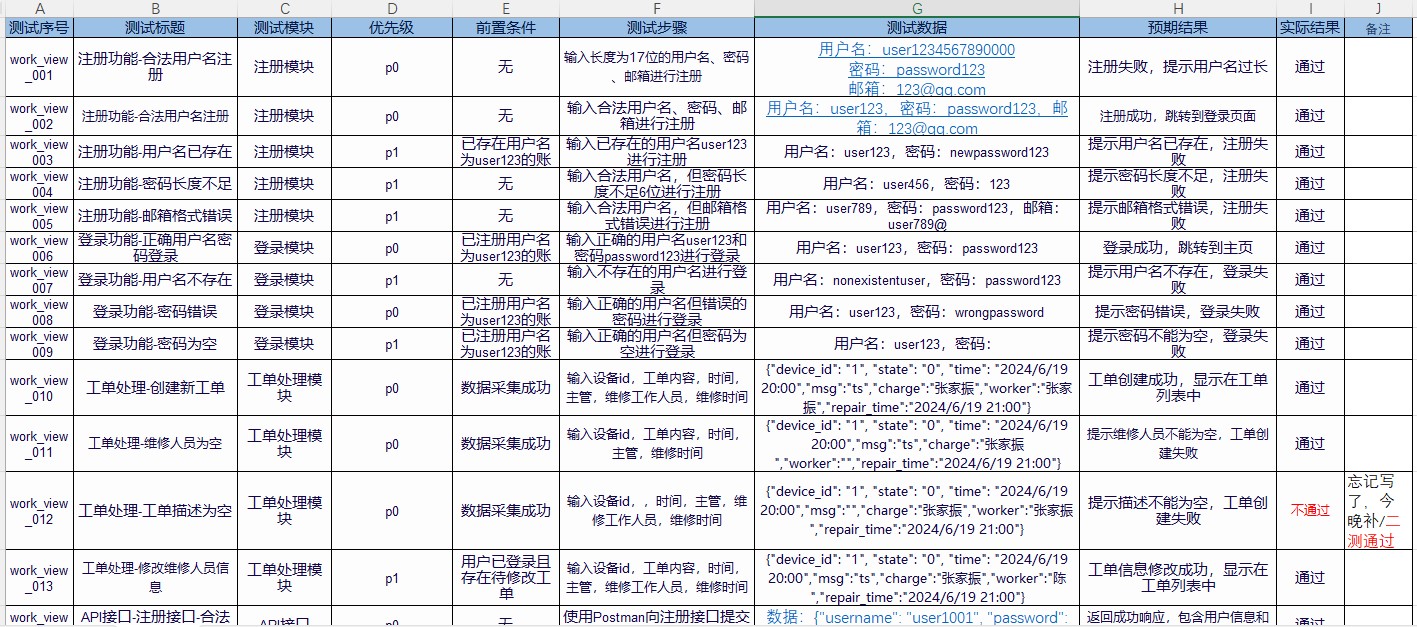 A B C D E F G H I J
测试序号 测试标题 测试模块 优先级 前置条件 测试步骤 测试数据 预期结果 实际结果 备注
work_view
_001
注册功能-合法用户名注
册
注册模块
p0
无
输入长度为17位的用户名、密码
、邮箱进行注册
用户名：user1234567890000
密码：password123
邮箱：123@qq.com
注册失败，提示用户名过长
通过
work_view
_002
注册功能-合法用户名注册
注册模块
p0
无
输入合法用户名、密码、邮
箱进行注册
用户名：user123，密码：password123，邮
箱：123@qq.com
注册成功，跳转到登录页面
通过
work_view
003
注册功能-用户名已存在
注册模块
p1
已存在用户名
为user123的账
输入已存在的用户名user123
进行注册
用户名：user123，密码：newpassword123
提示用户名已存在，注册失
败
通过
work_view
004
注册功能-密码长度不足
注册模块
p1
无
输入合法用户名，但密码长
度不足6位进行注册
用户名：user456，密码：123
提示密码长度不足，注册失
败
通过
work_view
005
注册功能-邮箱格式错误
注册模块
p1
无
输入合法用户名，但邮箱格
式错误进行注册
用户名：user789，密码：password123，邮箱：
user789@
提示邮箱格式错误，注册失
败
通过
work_view
006
登录功能-正确用户名密
码登录
登录模块
p0
已注册用户名
为user123的账
输入正确的用户名user123和
密码password123进行登录
用户名：user123，密码：password123
登录成功，跳转到主页
通过
work_view
007
登录功能-用户名不存在
登录模块
p1
无
输入不存在的用户名进行登
录
用户名：nonexistentuser，密码：password123
提示用户名不存在，登录失
败
通过
work_view
008
登录功能-密码错误
登录模块
p0
已注册用户名
为user123的账
输入正确的用户名但错误的
密码进行登录
用户名：user123，密码：wrongpassword
提示密码错误，登录失败
通过
work_view
009
登录功能-密码为空
登录模块
p1
已注册用户名
为user123的账
输入正确的用户名但密码为
空进行登录
用户名：user123，密码：
提示密码不能为空，登录失
败
通过
work_view
_010
工单处理-创建新工单
工单处理模
块
p0
数据采集成功
输入设备id，工单内容，时间，
主管，维修工作人员，维修时间
{"device_id": "1", "state": "0", "time": "2024/6/19
20:00","msg":"ts","charge":"张家振","worker":"张家
振","repair_time":"2024/6/19 21:00"}
工单创建成功，显示在工单
列表中
通过
work_view
_011
工单处理-维修人员为空
工单处理模
块
p0
数据采集成功
输入设备id，工单内容，时间，
主管，维修时间
{"device_id": "1", "state": "0", "time": "2024/6/19
20:00","msg":"ts","charge":"张家振
","worker":"","repair_time":"2024/6/19 21:00"}
提示维修人员不能为空，工单创
建失败
通过
work_view
_012
工单处理-工单描述为空
工单处理模
块
p0
数据采集成功
输入设备id，，时间，主管，维
修工作人员，维修时间
{"device_id": "1", "state": "0", "time": "2024/6/19
20:00","msg":"","charge":"张家振","worker":"张家振
","repair_time":"2024/6/19 21:00"}
提示描述不能为空，工单创
建失败
不通过
忘记写
了，今
晚补/二
测通过
work_view
_013
工单处理-修改维修人员信
息
工单处理模
块
p1
用户已登录且
存在待修改工
单
输入设备id，工单内容，时间，
主管，维修工作人员，维修时间
{"device_id": "1", "state": "0", "time": "2024/6/19
20:00","msg":"ts","charge":"张家振","worker":"陈
","repair_time":"2024/6/19 21:00"}
工单信息修改成功，显示在
工单列表中
通过
work_view
API接口-注册接口-合法
API接口
p0
无
使用Postman向注册接口提交
数据：{"username": "user1001", "password":
返回成功响应，包含用户信息和
通过